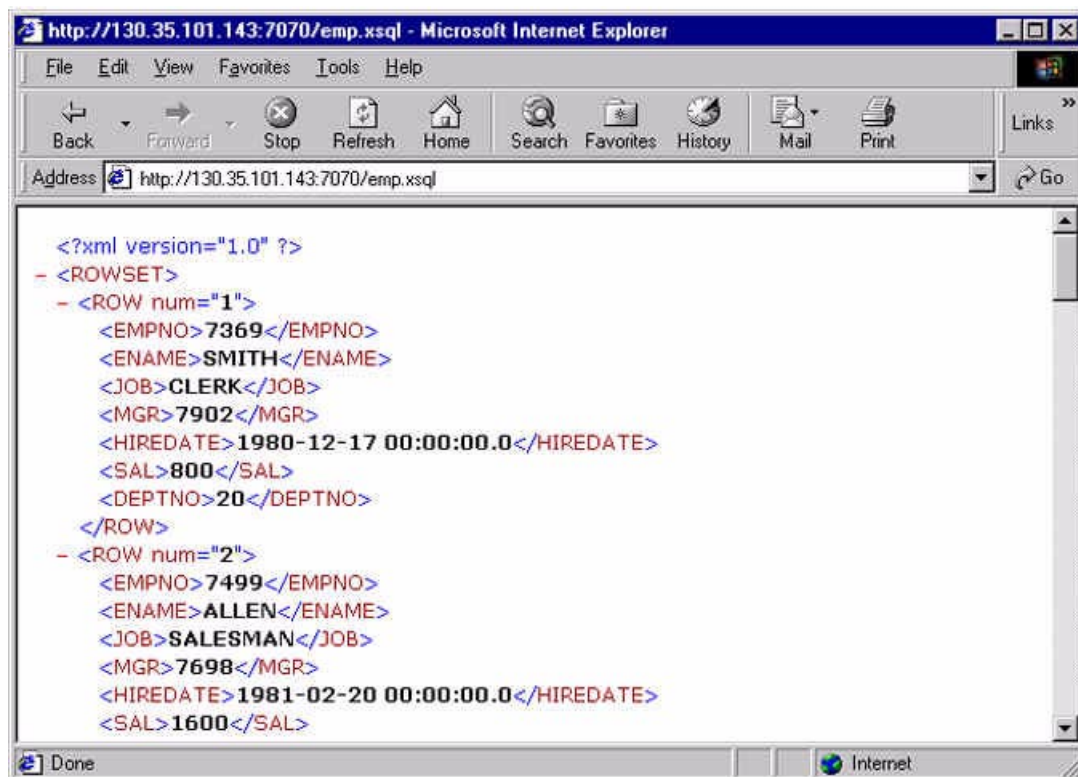 http://130.35.101.143:7070/emp.xsql - Microsoft Internet Explorer
File Edit View Favorites Tools Help
Back Forward Stop Refresh Home Search Favorites History Mail Print Links »
Address http://130.35.101.143:7070/emp.xsql Go
<?xml version="1.0" ?>
– <ROWSET>
– <ROW num="1">
<EMPNO>7369</EMPNO>
<ENAME>SMITH</ENAME>
<JOB>CLERK</JOB>
<MGR>7902</MGR>
<HIREDATE>1980-12-17 00:00:00.0</HIREDATE>
<SAL>800</SAL>
<DEPTNO>20</DEPTNO>
</ROW>
– <ROW num="2">
<EMPNO>7499</EMPNO>
<ENAME>ALLEN</ENAME>
<JOB>SALESMAN</JOB>
<MGR>7698</MGR>
<HIREDATE>1981-02-20 00:00:00.0</HIREDATE>
<SAL>1600</SAL>
Done Internet